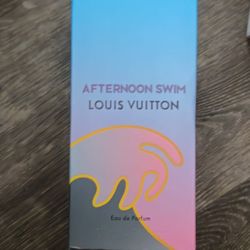 AFTERNOON SWIM
LOUIS VUITTON
Eau de Parfum